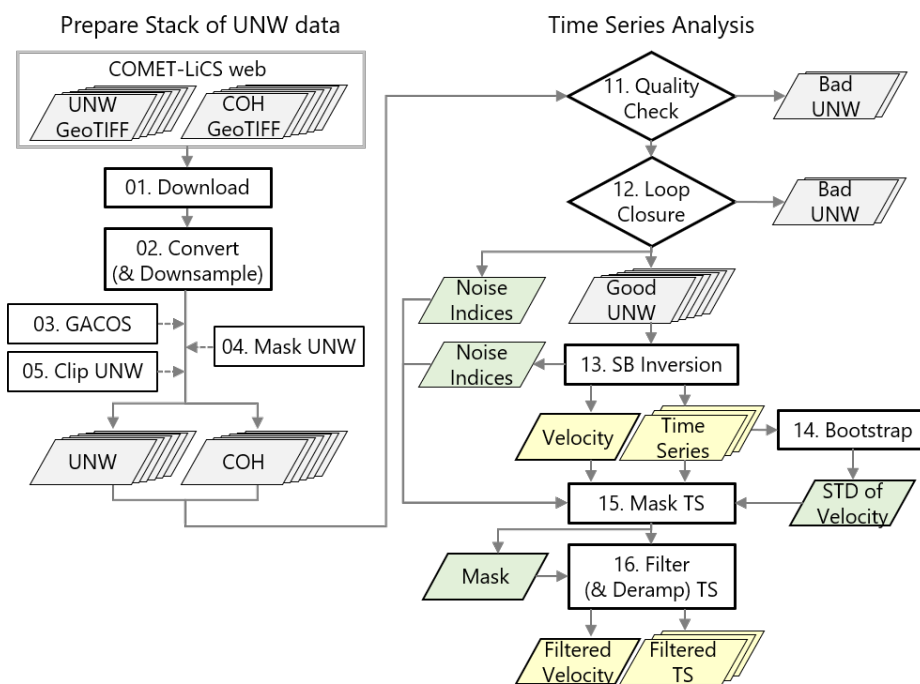 Prepare Stack of UNW data
COMET-LiCS web
UNW
GeoTIFF
COH
GeoTIFF
01. Download
02. Convert
(& Downsample)
03. GACOS
04. Mask UNW
05. Clip UNW
UNW
COH
Time Series Analysis
11. Quality
Check
Bad
UNW
12. Loop
Closure
Bad
UNW
Noise
Indices
Good
UNW
Noise
Indices
13. SB Inversion
Velocity
Time
Series
14. Bootstrap
15. Mask TS
STD of
Velocity
Mask
16. Filter
(& Deramp) TS
Filtered
Velocity
Filtered
TS